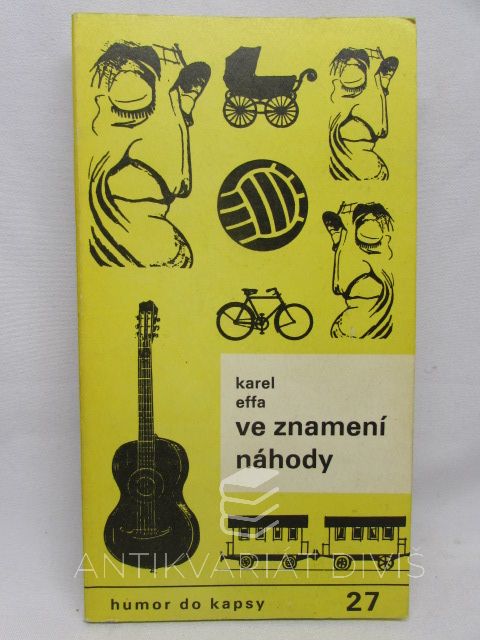 karel
effa
ve znamení
náhody
ANTIKVARIÁT DIVIŠ
humor do kapsy 27